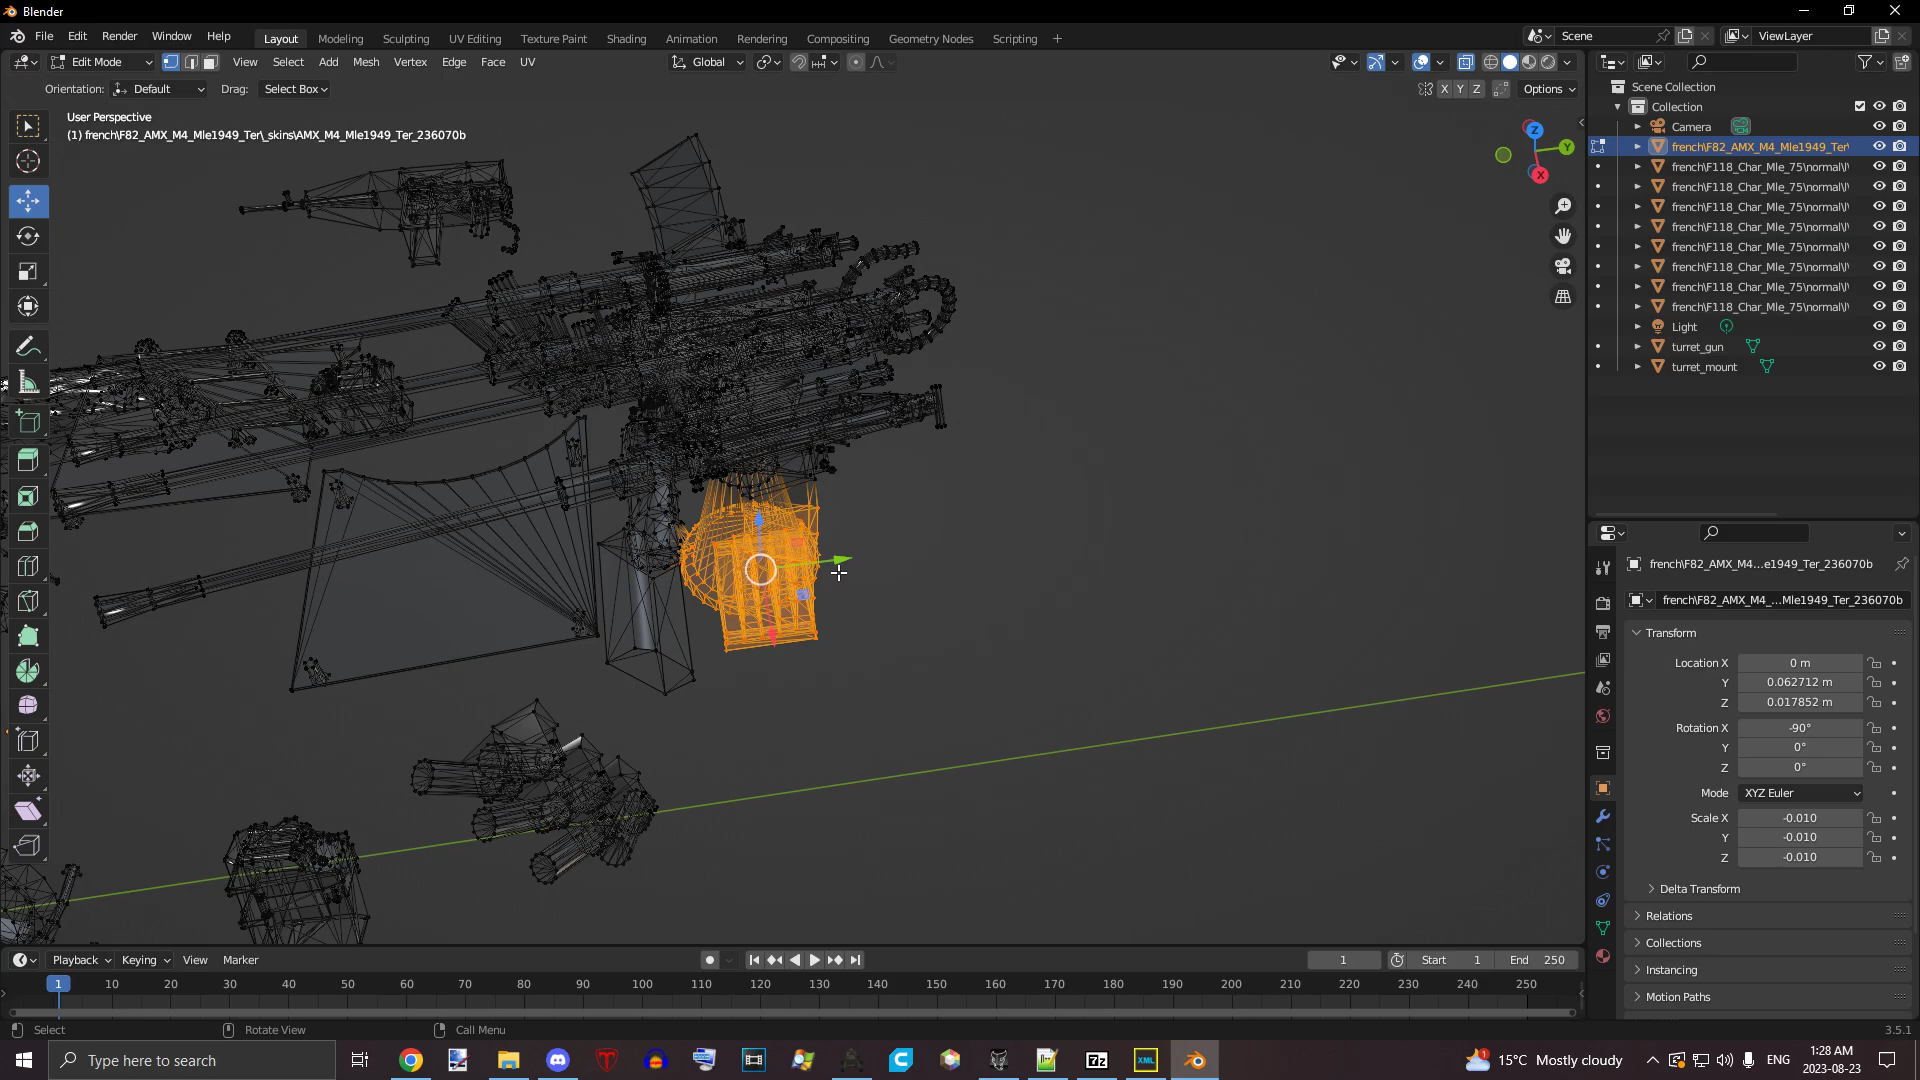 Blender
File Edit Render Window Help
Layout Modeling Sculpting UV Editing Texture Paint Shading Animation Rendering Compositing Geometry Nodes Scripting +
Scene
ViewLayer
Edit Mode View Select Add Mesh Vertex Edge Face UV
Global
Orientation: Default Drag: Select Box
X Y Z Options
User Perspective
(1) french\F82_AMX_M4_Mle1949_Ter\_skins\AMX_M4_Mle1949_Ter_236070b
Z
Y
X
Scene Collection
Collection
Camera
french\F82_AMX_M4_Mle1949_Ter\
french\F118_Char_Mle_75\normal\l\
french\F118_Char_Mle_75\normal\l\
french\F118_Char_Mle_75\normal\l\
french\F118_Char_Mle_75\normal\l\
french\F118_Char_Mle_75\normal\l\
french\F118_Char_Mle_75\normal\l\
french\F118_Char_Mle_75\normal\l\
french\F118_Char_Mle_75\normal\l\
Light
turret_gun
turret_mount
french\F82_AMX_M4...e1949_Ter_236070b
french\F82_AMX_M4_...Mle1949_Ter_236070b
Transform
Location X 0 m
Y 0.062712 m
Z 0.017852 m
Rotation X -90°
Y 0°
Z 0°
Mode XYZ Euler
Scale X -0.010
Y -0.010
Z -0.010
Delta Transform
Relations
Collections
Instancing
Motion Paths
Playback Keying View Marker
1 Start 1 End 250
1 10 20 30 40 50 60 70 80 90 100 110 120 130 140 150 160 170 180 190 200 210 220 230 240 250
Select Rotate View Call Menu
3.5.1
Type here to search
7z
XML
15°C Mostly cloudy
ENG
1:28 AM
2023-08-23